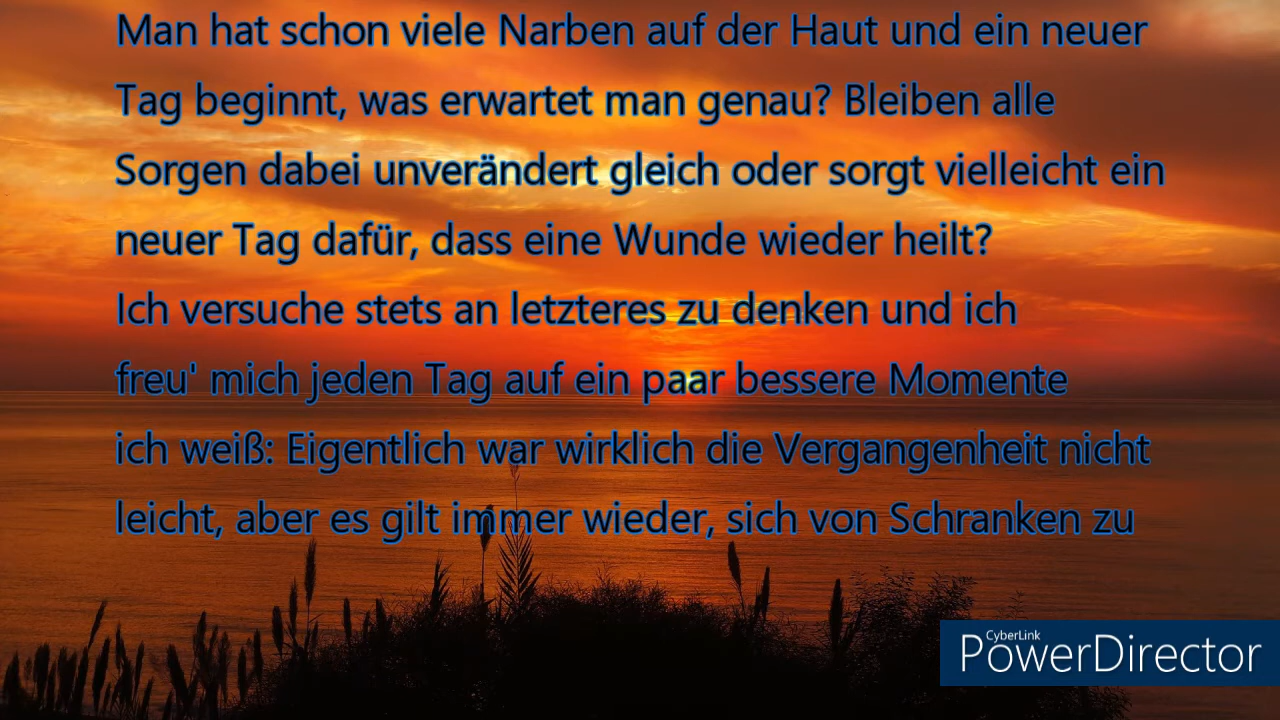 Man hat schon viele Narben auf der Haut und ein neuer
Tag beginnt, was erwartet man genau? Bleiben alle
Sorgen dabei unverändert gleich oder sorgt vielleicht ein
neuer Tag dafür, dass eine Wunde wieder heilt?
Ich versuche stets an letzteres zu denken und ich
freu' mich jeden Tag auf ein paar bessere Momente
ich weiß: Eigentlich war wirklich die Vergangenheit nicht
leicht, aber es gilt immer wieder, sich von Schranken zu
CyberLink
PowerDirector